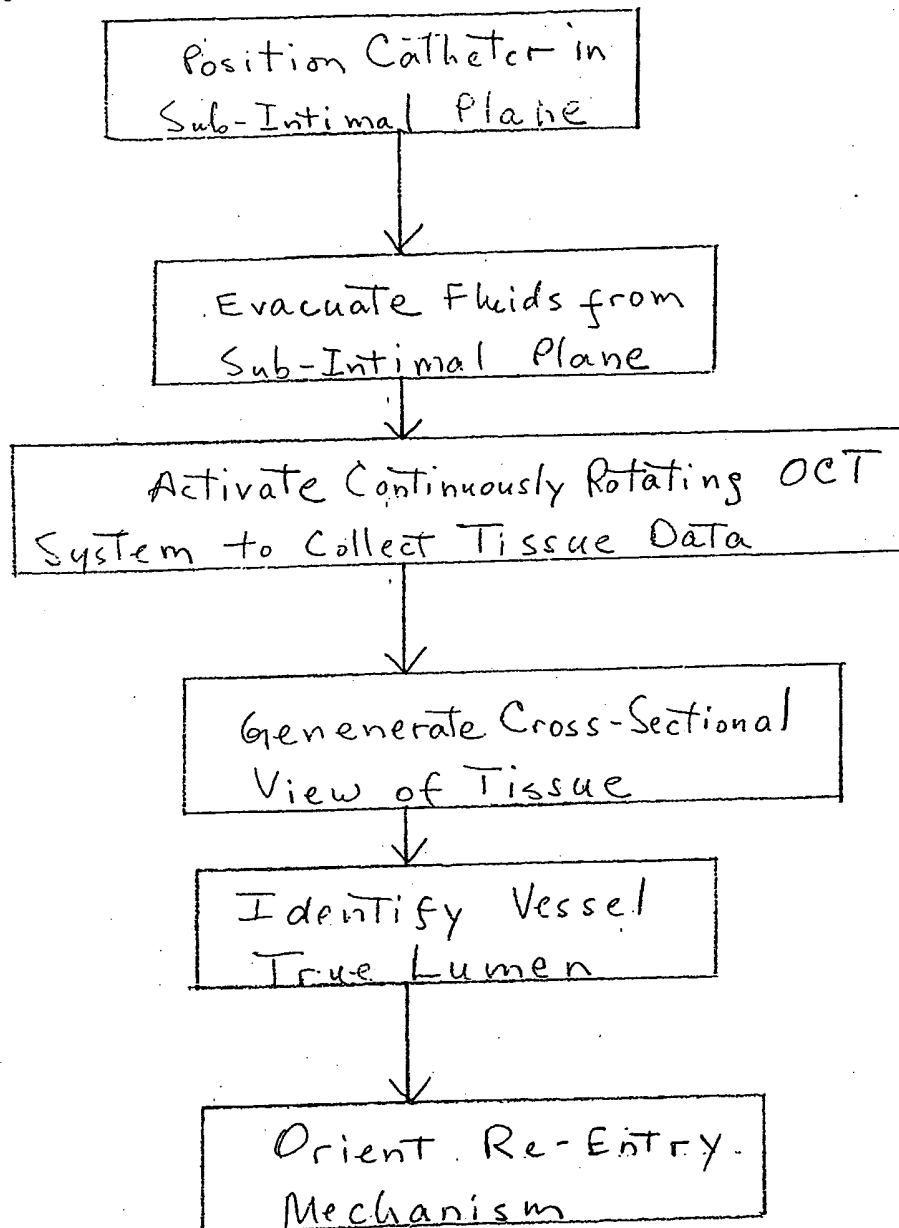 Position Catheter in
Sub-Intimal Plane
Evacuate Fluids from
Sub-Intimal Plane
Activate Continuously Rotating OCT
System to Collect Tissue Data
Genenerate Cross-Sectional
View of Tissue
Identify Vessel
True Lumen
Orient Re-Entry
Mechanism